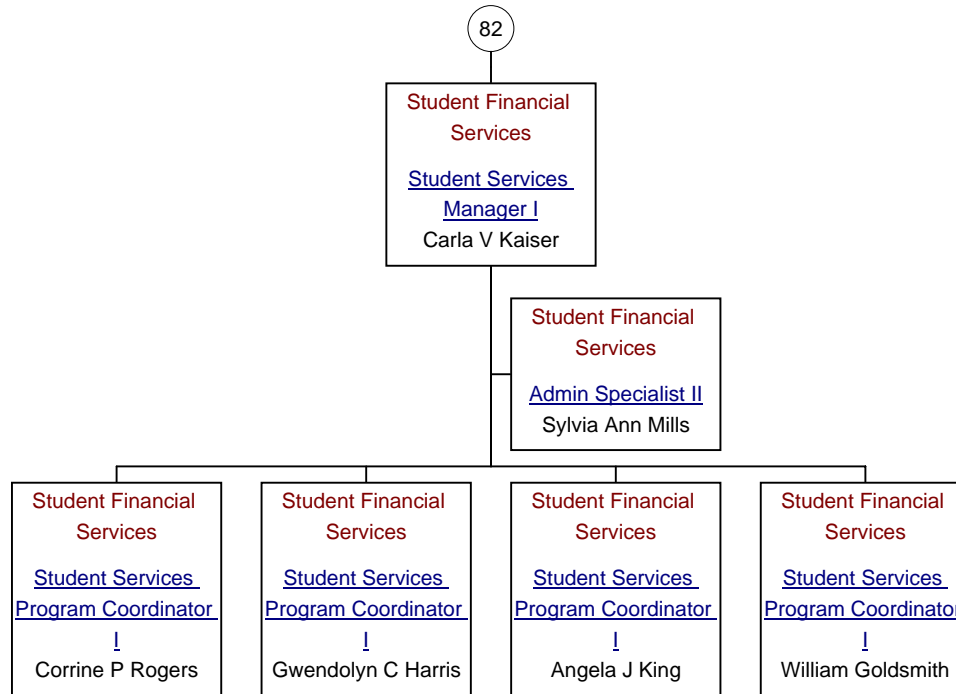 82
Student Financial
Services
Student Services
Manager I
Carla V Kaiser
Student Financial
Services
Admin Specialist II
Sylvia Ann Mills
Student Financial
Services
Student Services
Program Coordinator
I
Corrine P Rogers
Student Financial
Services
Student Services
Program Coordinator
I
Gwendolyn C Harris
Student Financial
Services
Student Services
Program Coordinator
I
Angela J King
Student Financial
Services
Student Services
Program Coordinator
I
William Goldsmith